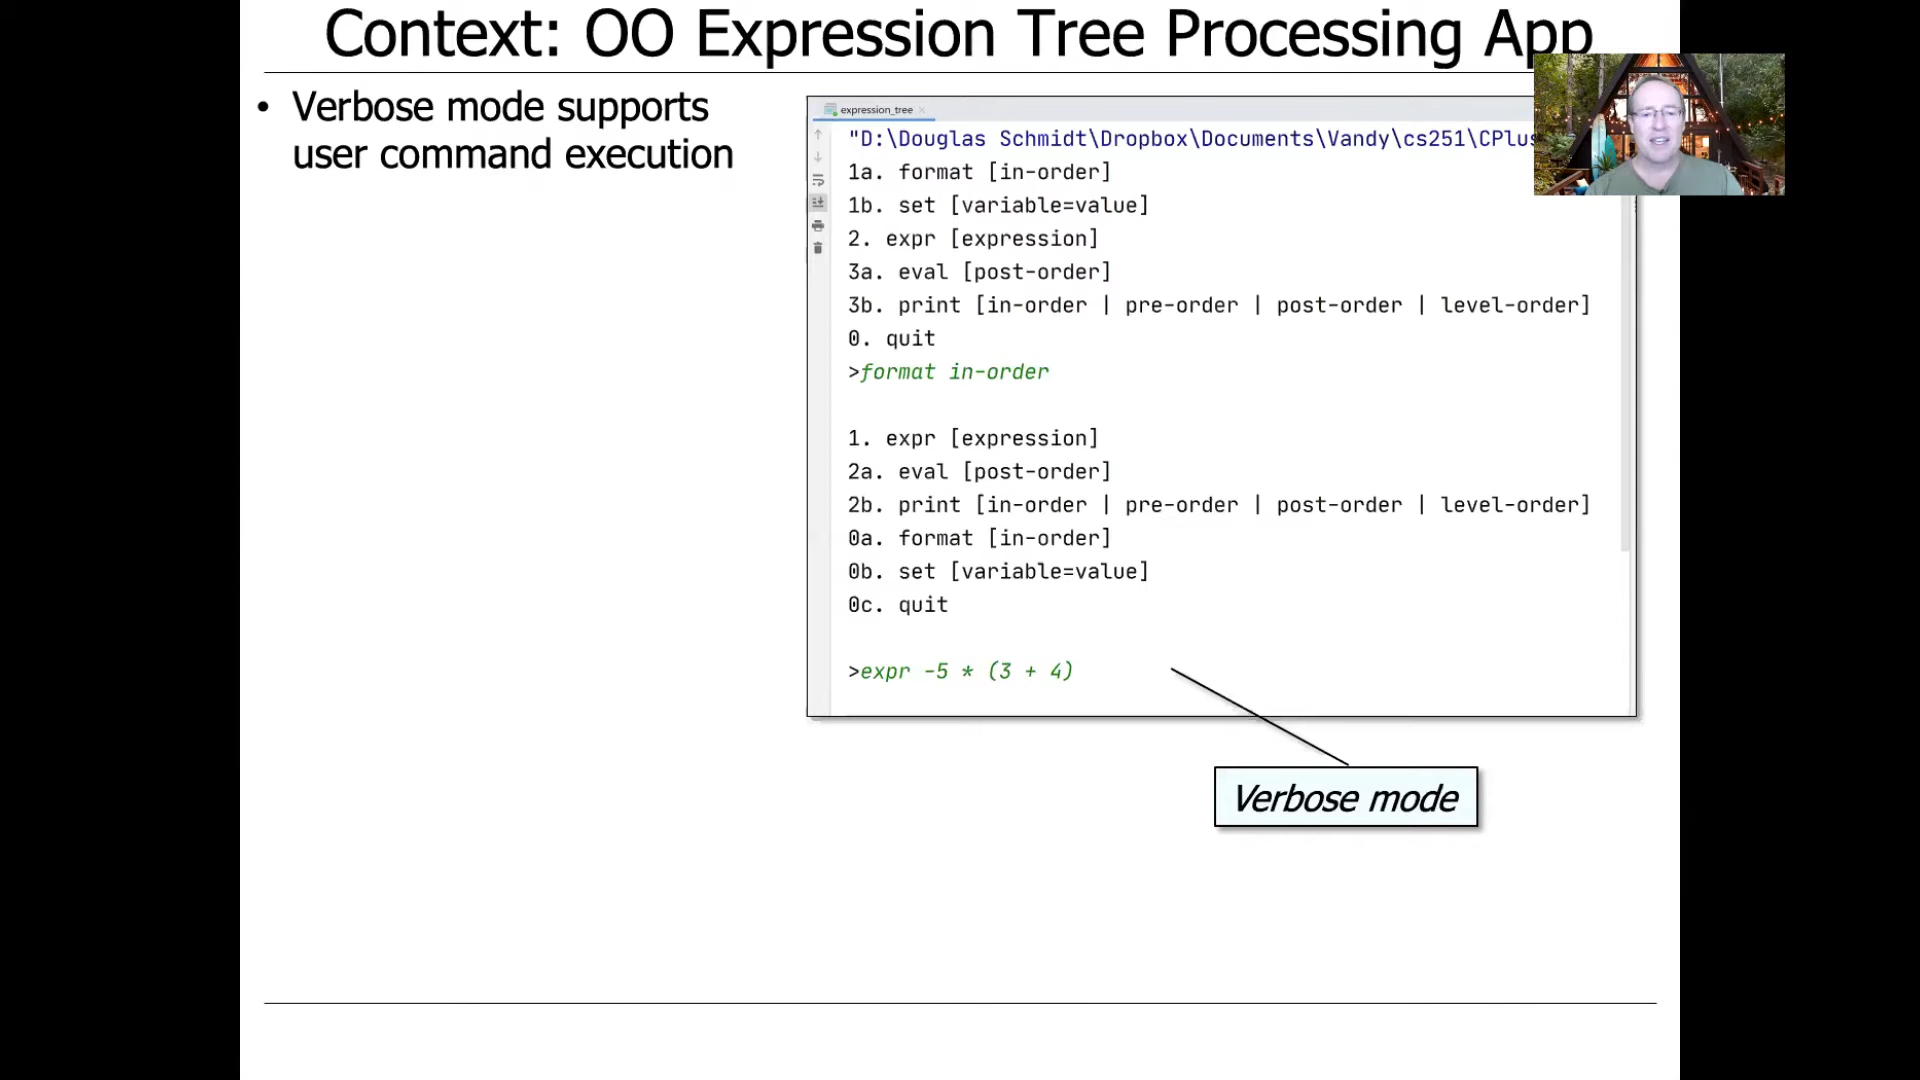 Context: OO Expression Tree Processing App
• Verbose mode supports
user command execution
expression_tree
"D:\Douglas Schmidt\Dropbox\Documents\Vandy\cs251\CPlus
1a. format [in-order]
1b. set [variable=value]
2. expr [expression]
3a. eval [post-order]
3b. print [in-order | pre-order | post-order | level-order]
0. quit
>format in-order
1. expr [expression]
2a. eval [post-order]
2b. print [in-order | pre-order | post-order | level-order]
0a. format [in-order]
0b. set [variable=value]
0c. quit
>expr -5 * (3 + 4)
Verbose mode